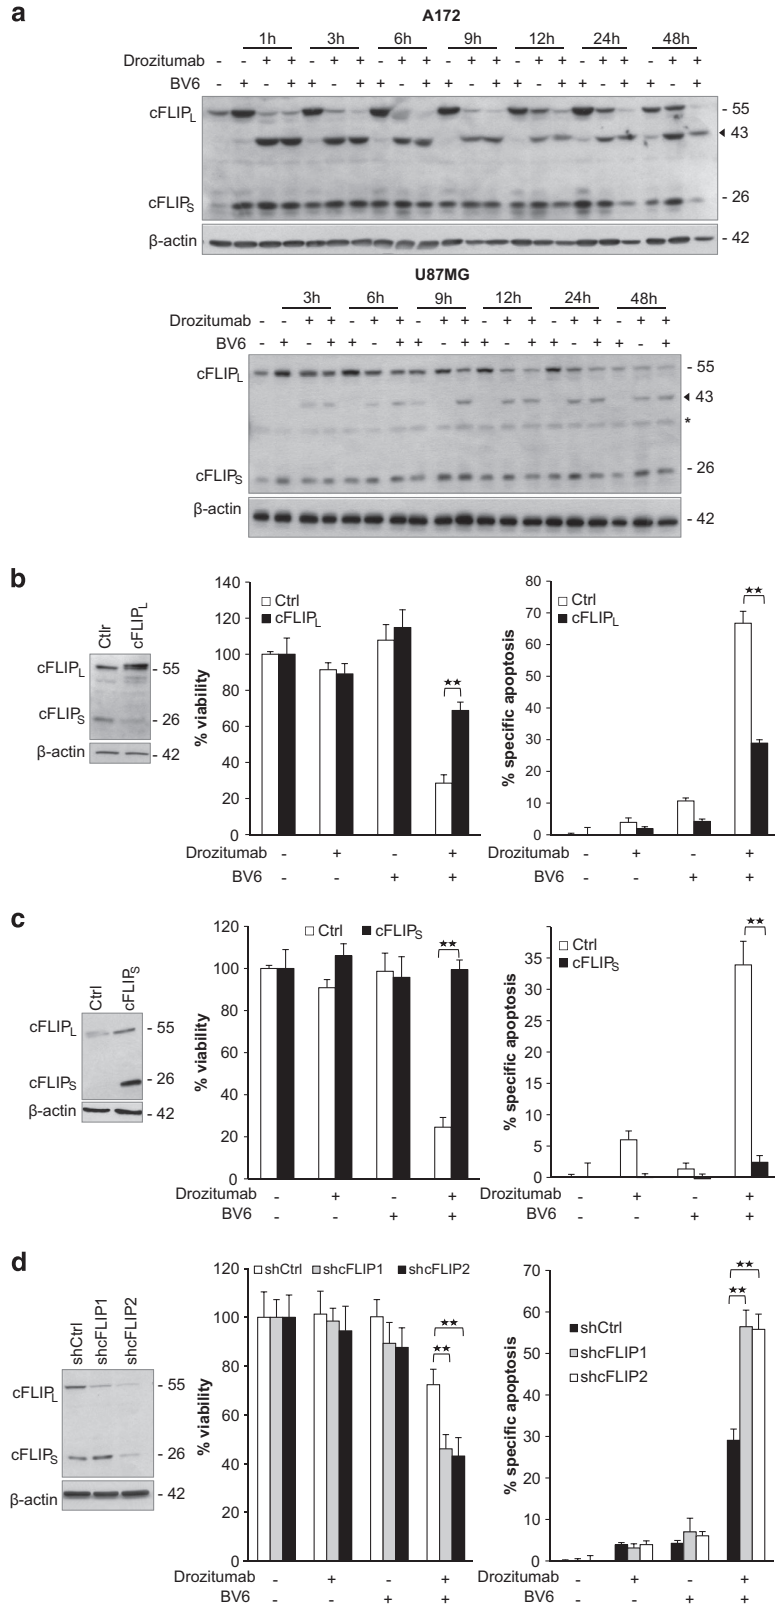 a
A172
1h 3h 6h 9h 12h 24h 48h
Drozitumab - - + + - + + - + + - + + - + + - + + - + +
BV6 - + - + + - + + - + + - + + - + + - + - - +
cFLIPL - 55
◄ 43
cFLIPS - 26
β-actin - 42
U87MG
3h 6h 9h 12h 24h 48h
Drozitumab - - + + - + + - + + - + + - + + - + +
BV6 - + - + + - + + - + + - + + - + + - +
cFLIPL - 55
◄ 43
*
cFLIPS - 26
β-actin - 42
b
Ctlr cFLIPL
cFLIPL - 55
cFLIPS - 26
β-actin - 42
% viability
140
120
100
80
60
40
20
0
Ctrl
cFLIPL
★★
Drozitumab - + - +
BV6 - - + +
% specific apoptosis
80
70
60
50
40
30
20
10
0
Ctrl
cFLIPL
★★
Drozitumab - + - +
BV6 - - + +
c
Ctrl cFLIPS
cFLIPL - 55
cFLIPS - 26
β-actin - 42
% viability
120
100
80
60
40
20
0
Ctrl cFLIPS
★★
Drozitumab - + - +
BV6 - - + +
% specific apoptosis
35
30
25
20
15
10
5
0
Ctrl
cFLIPS
★★
Drozitumab - + - +
BV6 - - + +
d
shCtrl shcFLIP1 shcFLIP2
cFLIPL - 55
cFLIPS - 26
β-actin - 42
% viability
120
100
80
60
40
20
0
shCtrl shcFLIP1 shcFLIP2
★★
★★
Drozitumab - + - +
BV6 - - + +
% specific apoptosis
70
60
50
40
30
20
10
0
shCtrl
shcFLIP1
shcFLIP2
★★
★★
Drozitumab - + - +
BV6 - - + +